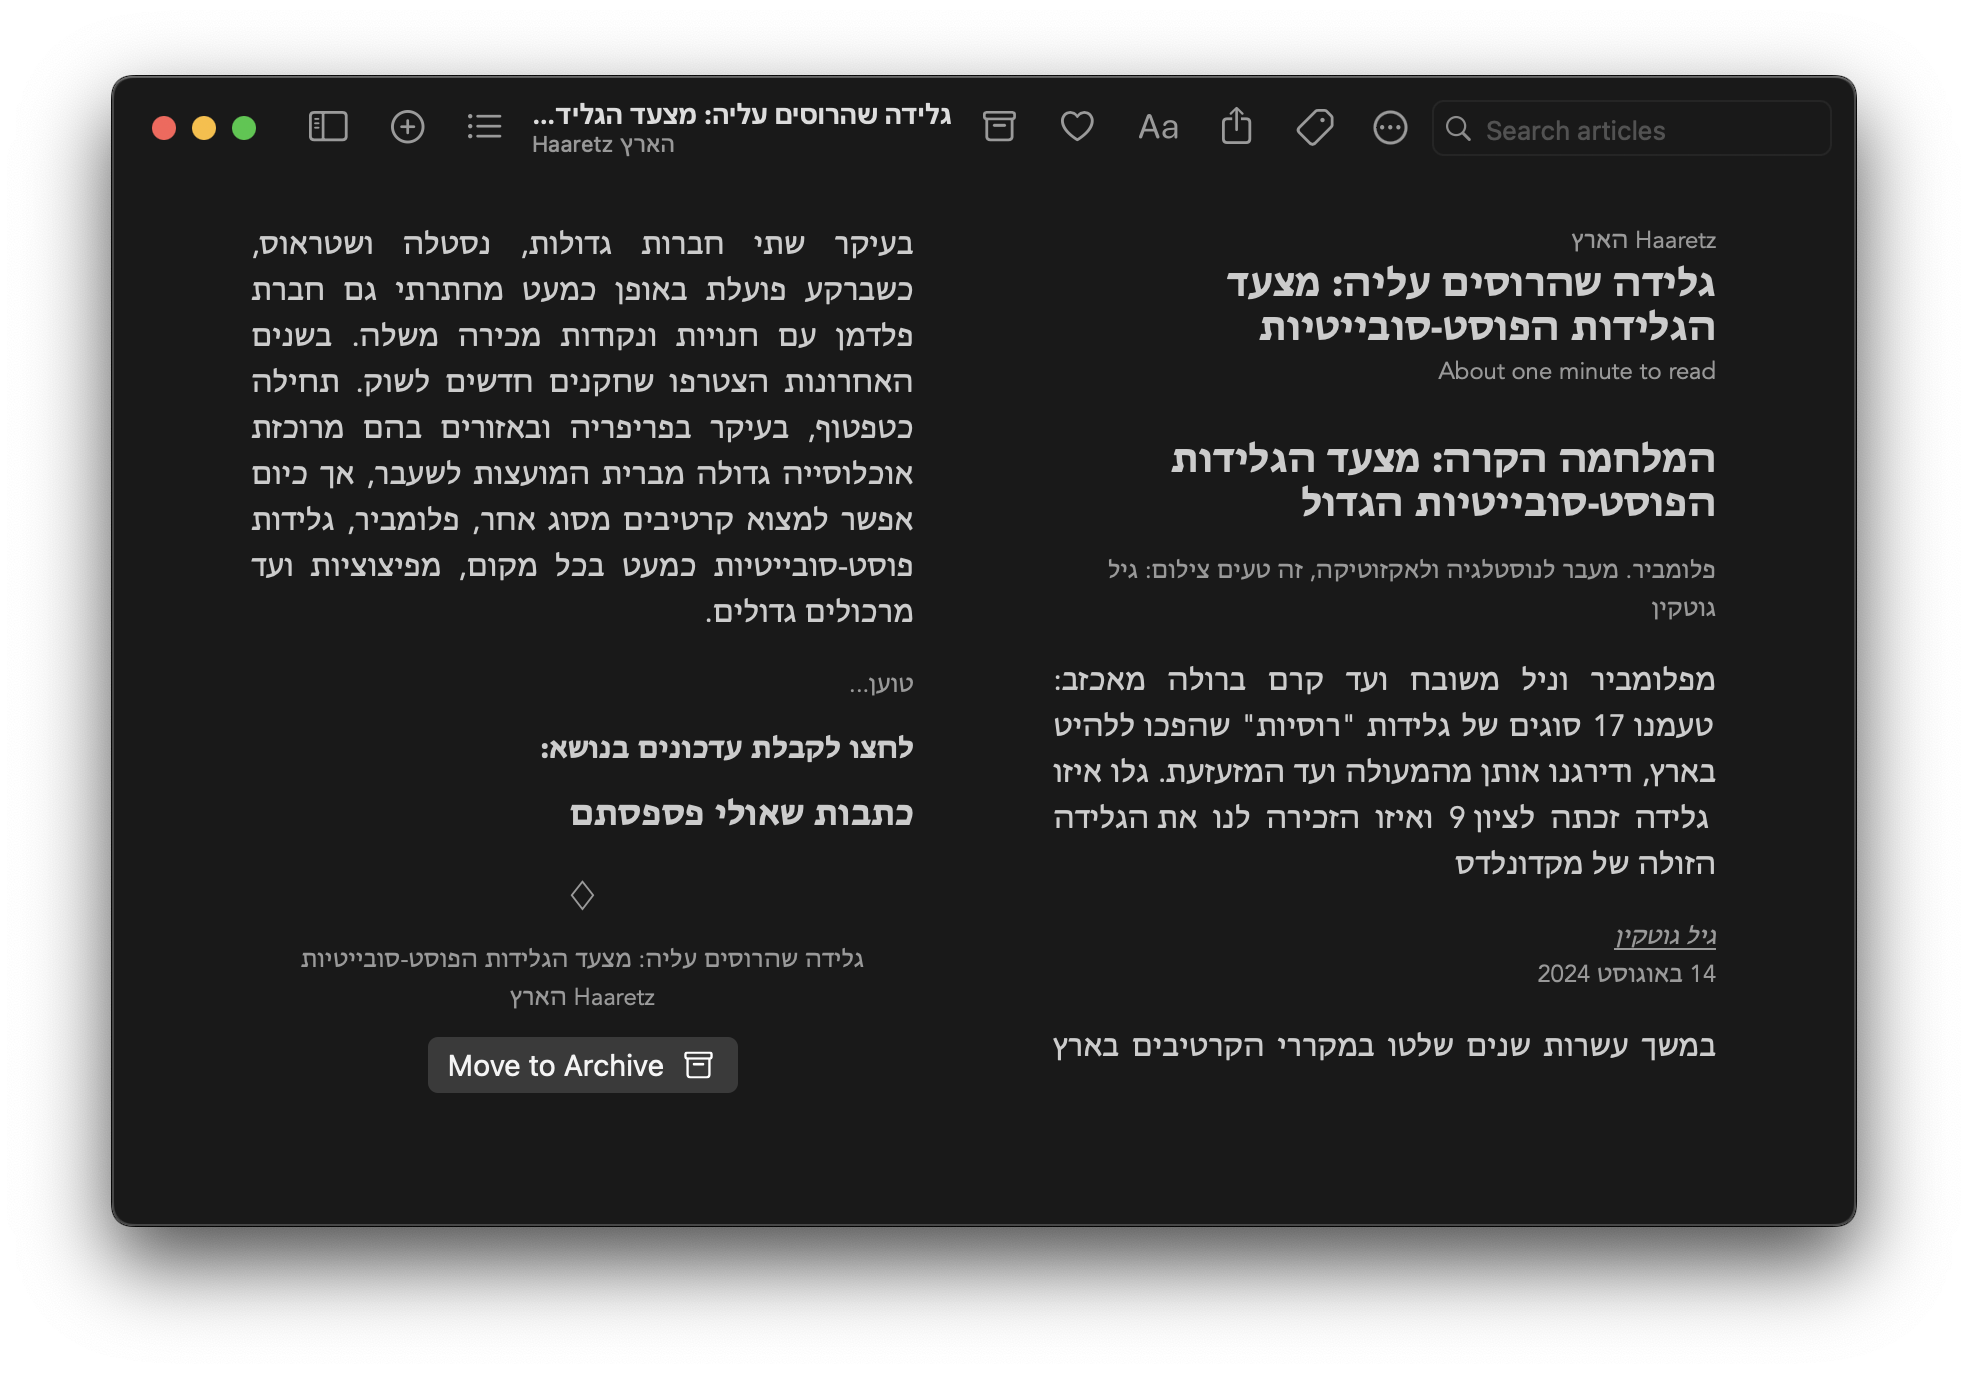 גלידה שהרוסים עליה: מצעד הגליד...
Haaretz הארץ
Aa
Search articles
Haaretz הארץ
גלידה שהרוסים עליה: מצעד
הגלידות הפוסט-סובייטיות
About one minute to read
המלחמה הקרה: מצעד הגלידות
הפוסט-סובייטיות הגדול
פלומביר. מעבר לנוסטלגיה ולאקזוטיקה, זה טעים צילום: גיל
גוטקין
מפלומביר וניל משובח ועד קרם ברולה מאכזב:
טעמנו 17 סוגים של גלידות "רוסיות" שהפכו ללהיט
בארץ, ודירגנו אותן מהמעולה ועד המזעזעת. גלו איזו
גלידה זכתה לציון 9 ואיזו הזכירה לנו את הגלידה
הזולה של מקדונלדס
גיל גוטקין
14 באוגוסט 2024
במשך עשרות שנים שלטו במקררי הקרטיבים בארץ
בעיקר שתי חברות גדולות, נסטלה ושטראוס,
כשברקע פועלת באופן כמעט מחתרתי גם חברת
פלדמן עם חנויות ונקודות מכירה משלה. בשנים
האחרונות הצטרפו שחקנים חדשים לשוק. תחילה
כטפטוף, בעיקר בפריפריה ובאזורים בהם מרוכזת
אוכלוסייה גדולה מברית המועצות לשעבר, אך כיום
אפשר למצוא קרטיבים מסוג אחר, פלומביר, גלידות
פוסט-סובייטיות כמעט בכל מקום, מפיצוציות ועד
מרכולים גדולים.
טוען...
לחצו לקבלת עדכונים בנושא:
כתבות שאולי פספסתם
גלידה שהרוסים עליה: מצעד הגלידות הפוסט-סובייטיות
Haaretz הארץ
Move to Archive